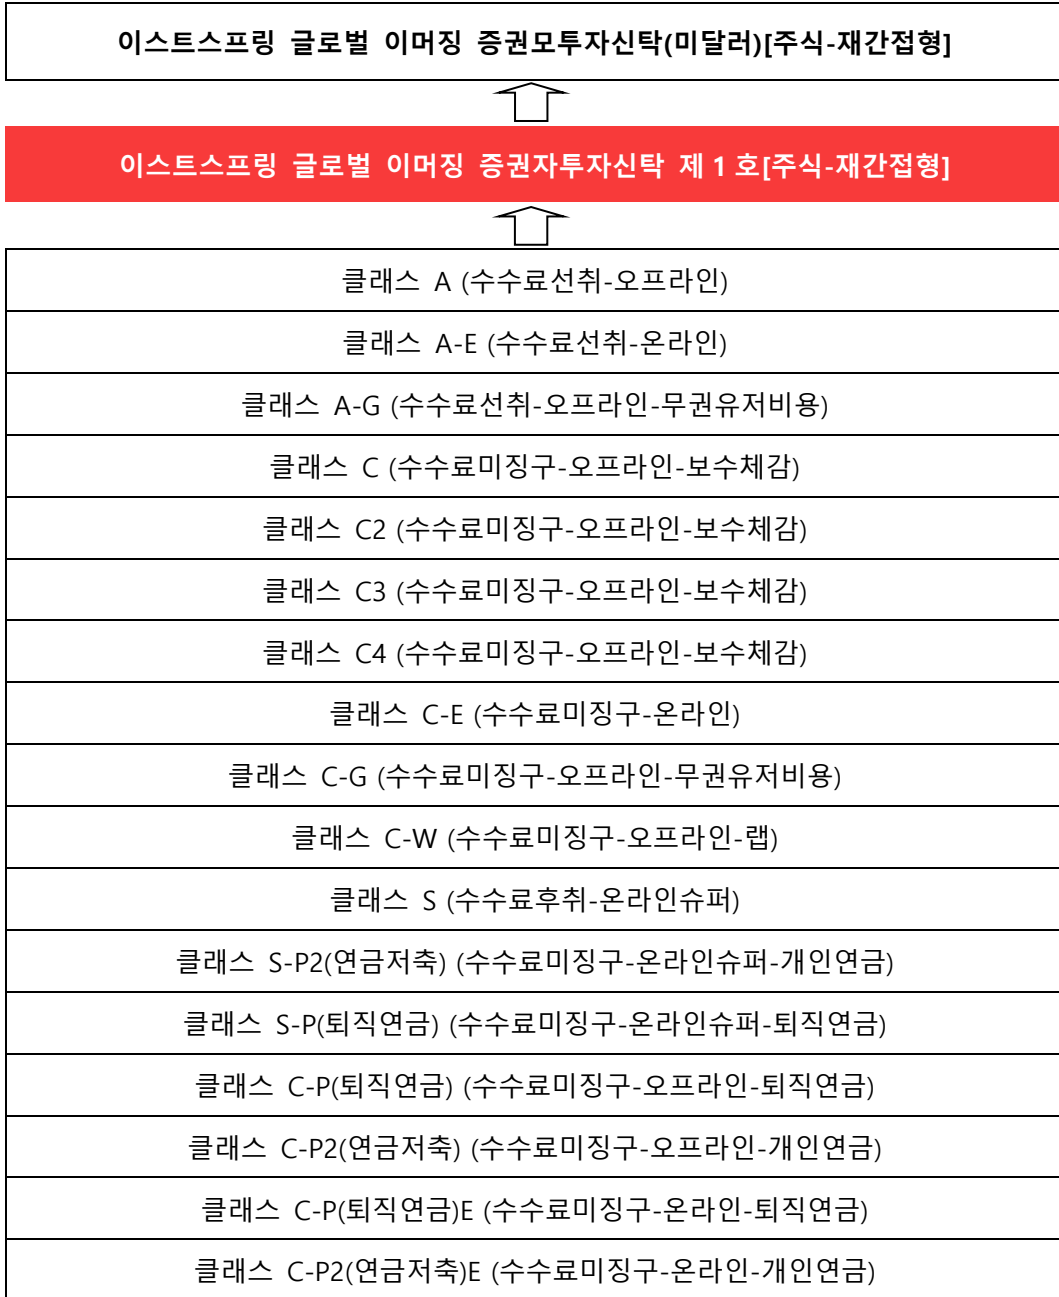 이스트스프링 글로벌 이머징 증권모투자신탁(미달러)[주식-재간접형]
이스트스프링 글로벌 이머징 증권자투자신탁 제 1 호[주식-재간접형]
클래스 A (수수료선취-오프라인)
클래스 A-E (수수료선취-온라인)
클래스 A-G (수수료선취-오프라인-무권유저비용)
클래스 C (수수료미징구-오프라인-보수체감)
클래스 C2 (수수료미징구-오프라인-보수체감)
클래스 C3 (수수료미징구-오프라인-보수체감)
클래스 C4 (수수료미징구-오프라인-보수체감)
클래스 C-E (수수료미징구-온라인)
클래스 C-G (수수료미징구-오프라인-무권유저비용)
클래스 C-W (수수료미징구-오프라인-랩)
클래스 S (수수료후취-온라인슈퍼)
클래스 S-P2(연금저축) (수수료미징구-온라인슈퍼-개인연금)
클래스 S-P(퇴직연금) (수수료미징구-온라인슈퍼-퇴직연금)
클래스 C-P(퇴직연금) (수수료미징구-오프라인-퇴직연금)
클래스 C-P2(연금저축) (수수료미징구-오프라인-개인연금)
클래스 C-P(퇴직연금)E (수수료미징구-온라인-퇴직연금)
클래스 C-P2(연금저축)E (수수료미징구-온라인-개인연금)